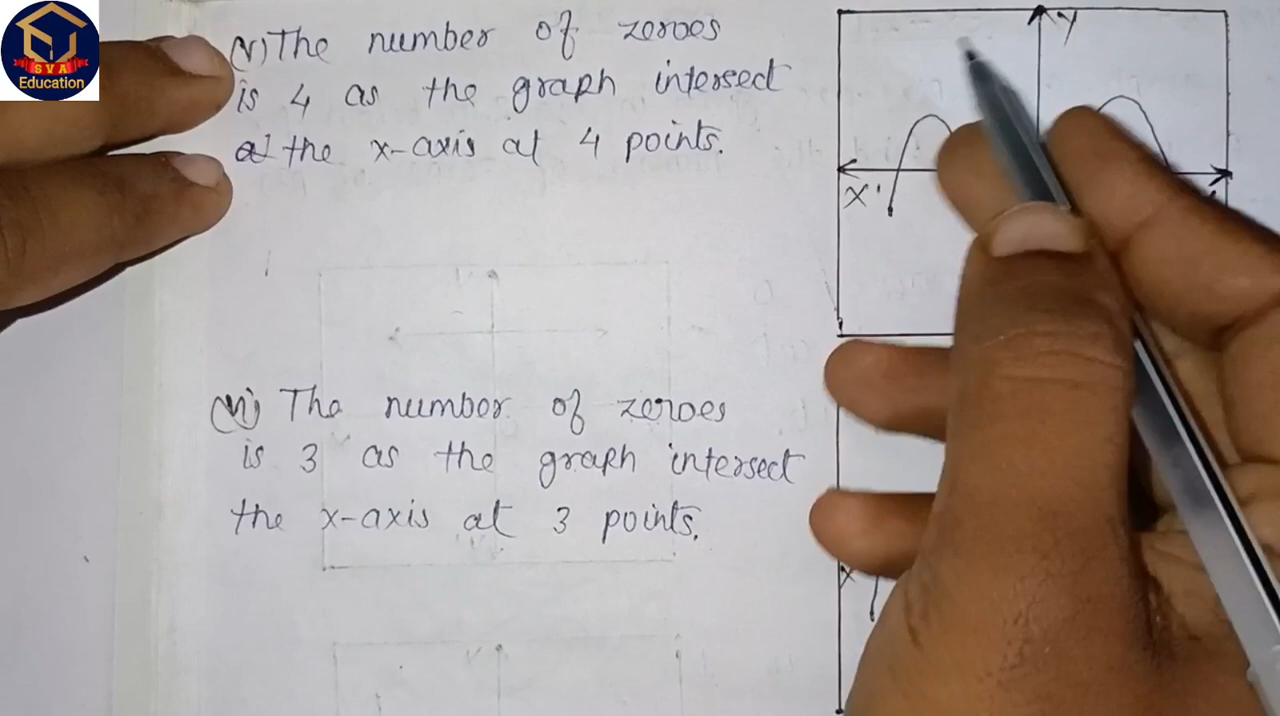 SVA
Education
(v) The number of zeroes
is 4 as the graph intersect
at the x-axis at 4 points.
Y
X'
(vi) The number of zeroes
is 3 as the graph intersect
the x-axis at 3 points.
X